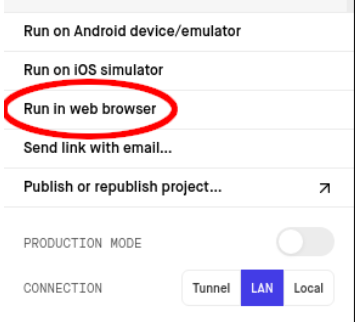 Run on Android device/emulator
Run on iOS simulator
Run in web browser
Send link with email...
Publish or republish project...
PRODUCTION MODE
CONNECTION Tunnel LAN Local